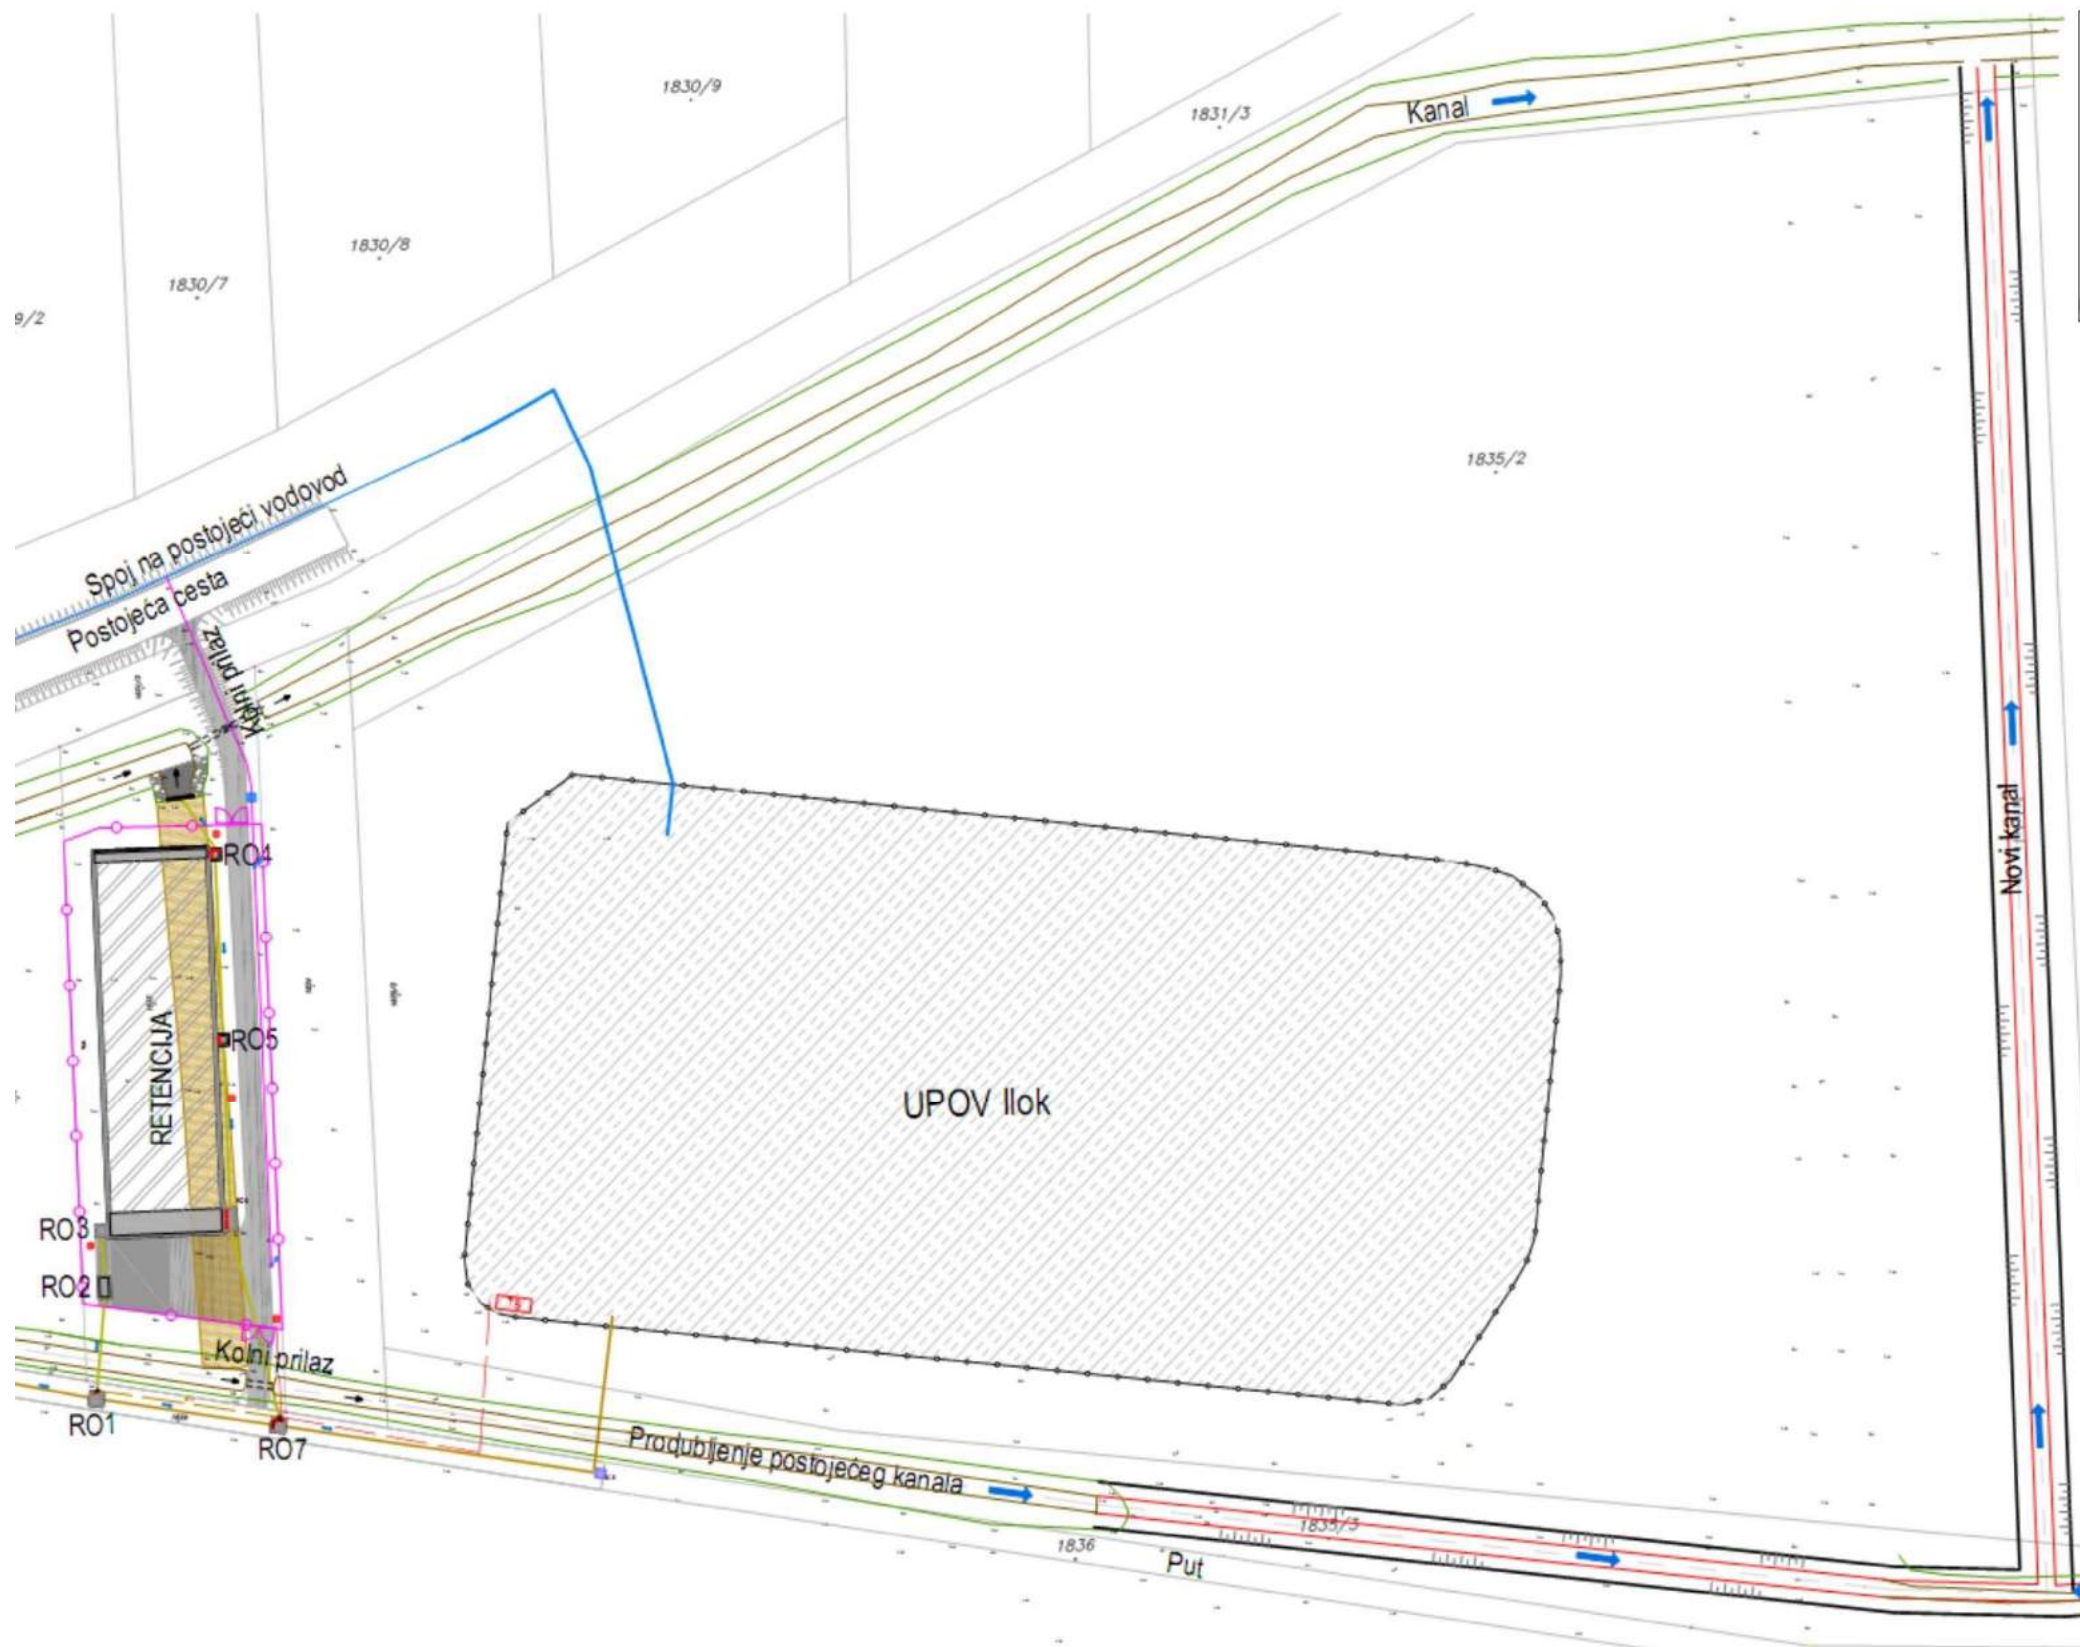 1830/9
1831/3
Kanal
1830/8
1830/7
9/2
1835/2
Spoj na postojeći vodovod
Postojeća cesta
Kolni prilaz
Novi kanal
RO4
RO5
RETENCIJA
UPOV Ilok
RO3
RO2
TS
Kolni prilaz
RO1
RO7
Produbljenje postojećeg kanala
1835/3
1836
Put